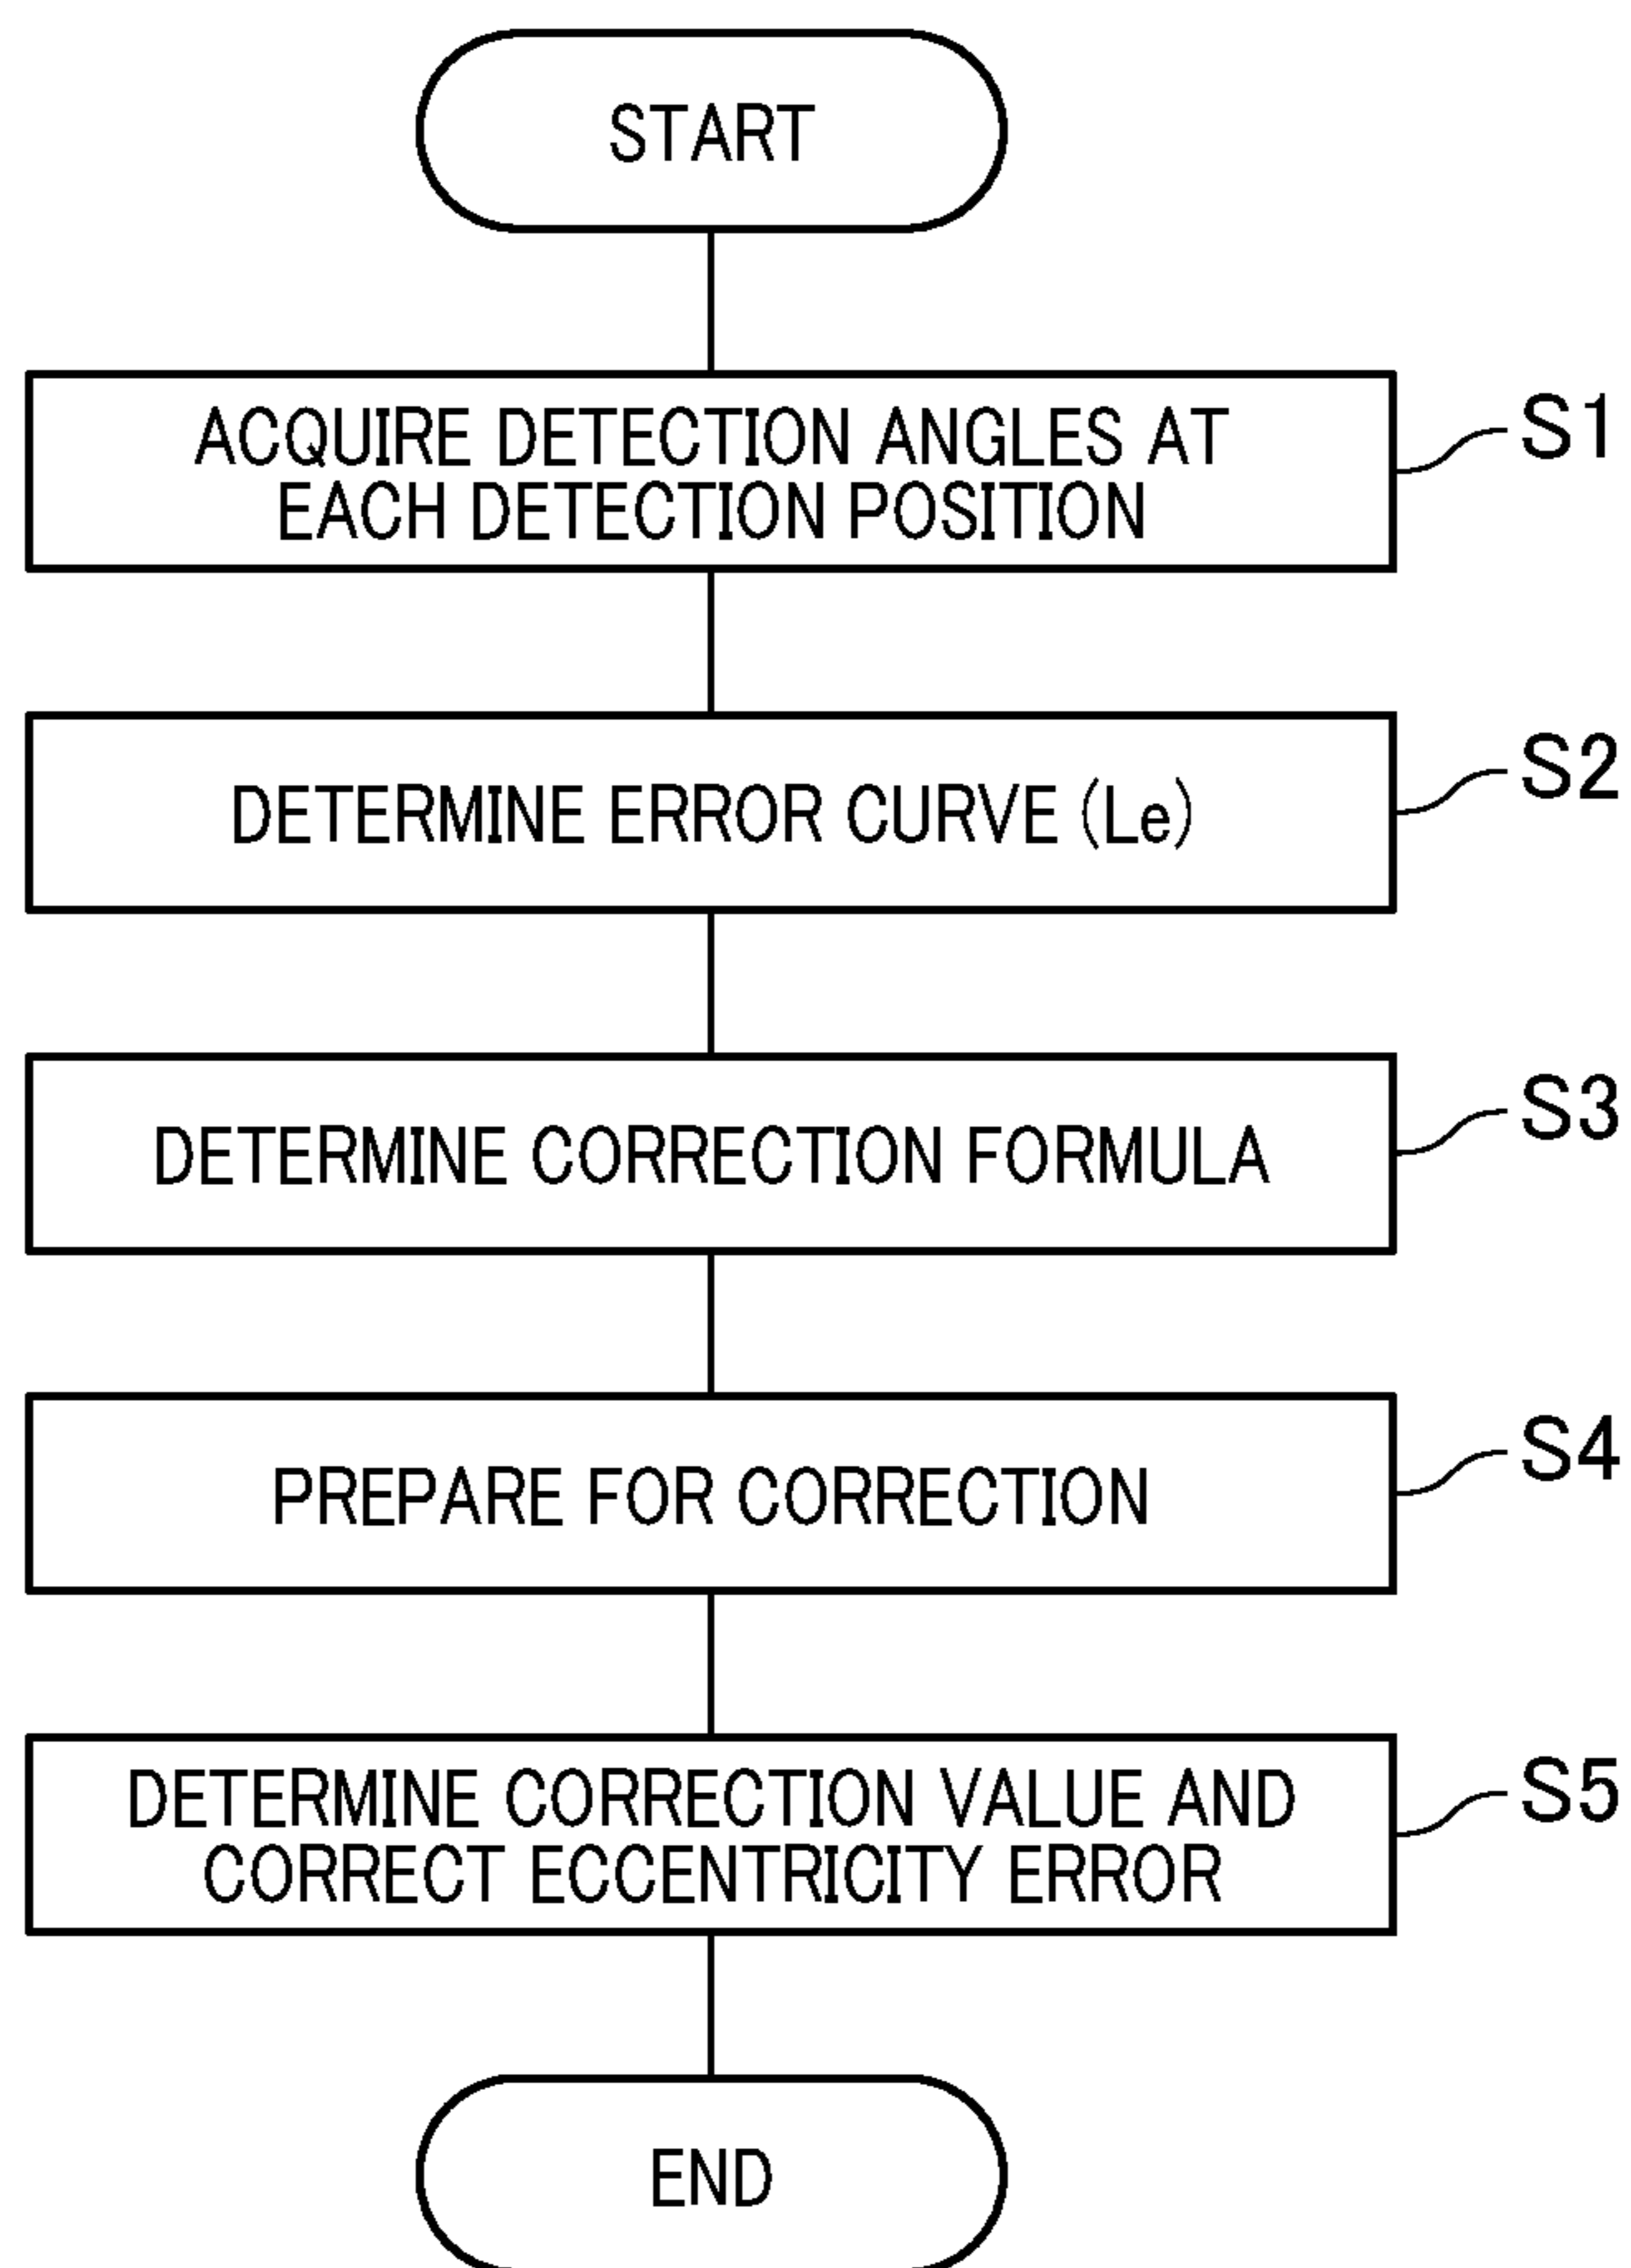 START
ACQUIRE DETECTION ANGLES AT
EACH DETECTION POSITION
S1
DETERMINE ERROR CURVE (Le)
S2
DETERMINE CORRECTION FORMULA
S3
PREPARE FOR CORRECTION
S4
DETERMINE CORRECTION VALUE AND
CORRECT ECCENTRICITY ERROR
S5
END